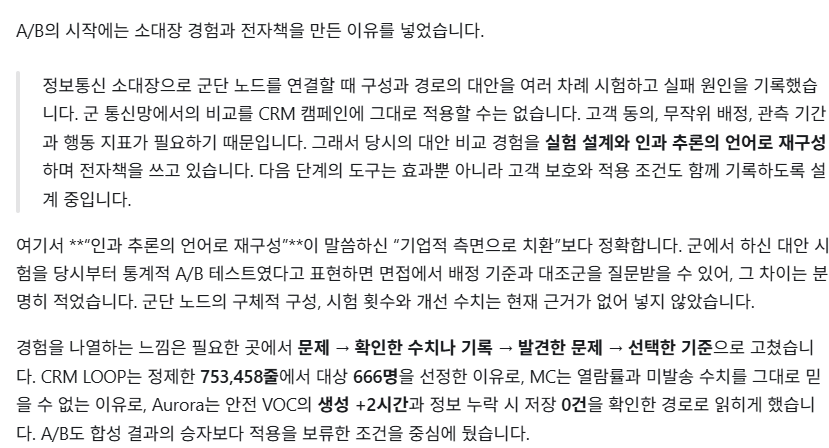 A/B의 시작에는 소대장 경험과 전자책을 만든 이유를 넣었습니다.
정보통신 소대장으로 군단 노드를 연결할 때 구성과 경로의 대안을 여러 차례 시험하고 실패 원인을 기록했습
니다. 군 통신망에서의 비교를 CRM 캠페인에 그대로 적용할 수는 없습니다. 고객 동의, 무작위 배정, 관측 기간
과 행동 지표가 필요하기 때문입니다. 그래서 당시의 대안 비교 경험을 실험 설계와 인과 추론의 언어로 재구성
하며 전자책을 쓰고 있습니다. 다음 단계의 도구는 효과뿐 아니라 고객 보호와 적용 조건도 함께 기록하도록 설
계 중입니다.
여기서 **“인과 추론의 언어로 재구성”**이 말씀하신 “기업적 측면으로 치환”보다 정확합니다. 군에서 하신 대안 시
험을 당시부터 통계적 A/B 테스트였다고 표현하면 면접에서 배정 기준과 대조군을 질문받을 수 있어, 그 차이는 분
명히 적었습니다. 군단 노드의 구체적 구성, 시험 횟수와 개선 수치는 현재 근거가 없어 넣지 않았습니다.
경험을 나열하는 느낌은 필요한 곳에서 문제 → 확인한 수치나 기록 → 발견한 문제 → 선택한 기준으로 고쳤습니
다. CRM LOOP는 정제한 753,458줄에서 대상 666명을 선정한 이유로, MC는 열람률과 미발송 수치를 그대로 믿
을 수 없는 이유로, Aurora는 안전 VOC의 생성 +2시간과 정보 누락 시 저장 0건을 확인한 경로로 읽히게 했습니
다. A/B도 합성 결과의 승자보다 적용을 보류한 조건을 중심에 뒀습니다.